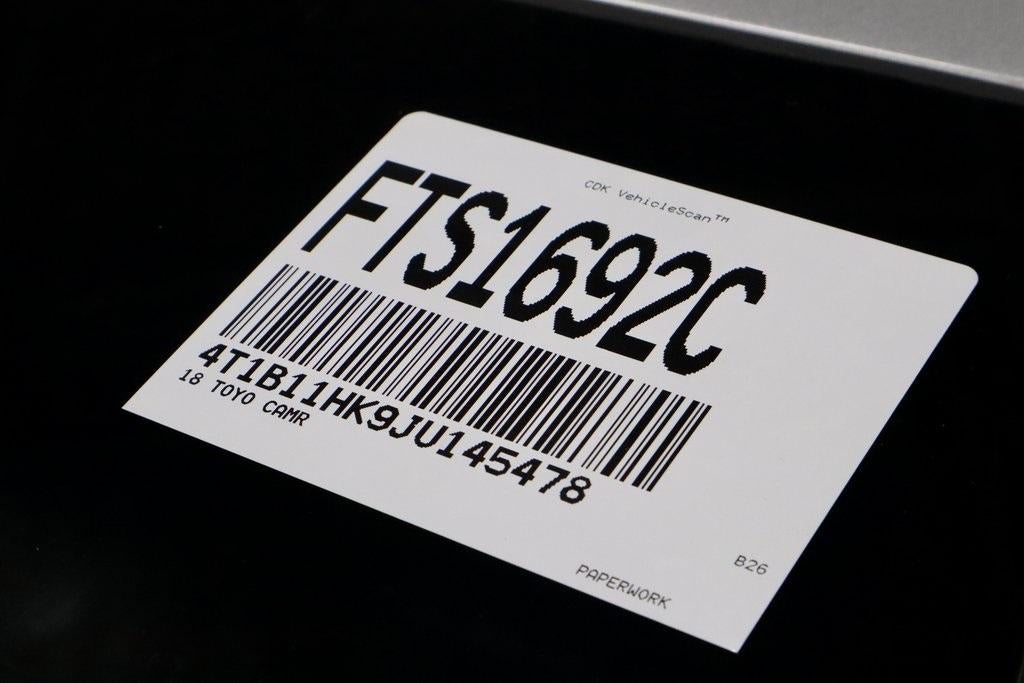 CDK VehicleScan™
FTS1692C
4T1B11HK9JU145478
18 TOYO CAMR
B26
PAPERWORK